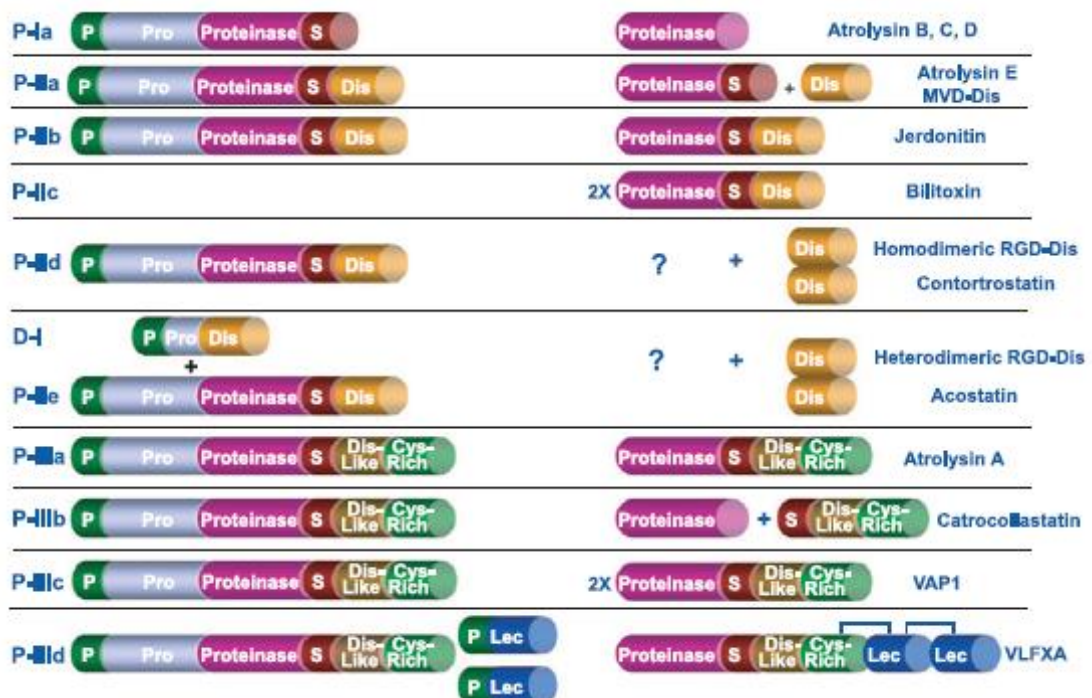 P-Ia P Pro Proteinase S Proteinase Atrolysin B, C, D
P-IIa P Pro Proteinase S Dis Proteinase S + Dis Atrolysin E
MVD-Dis
P-IIb P Pro Proteinase S Dis Proteinase S Dis Jerdonitin
P-IIc 2X Proteinase S Dis Bilitoxin
P-IId P Pro Proteinase S Dis ? + Dis Homodimeric RGD-Dis
Dis Contortrostatin
D-I P Pro Dis
+ ? + Dis Heterodimeric RGD-Dis
P-IIe P Pro Proteinase S Dis Dis Acostatin
P-IIIa P Pro Proteinase S Dis- Cys- Proteinase S Dis- Cys- Atrolysin A
Like Rich Like Rich
P-IIIb P Pro Proteinase S Dis- Cys- Proteinase + S Dis- Cys- Catrocollastatin
Like Rich Like Rich
P-IIIc P Pro Proteinase S Dis- Cys- 2X Proteinase S Dis- Cys- VAP1
Like Rich Like Rich
P-IIId P Pro Proteinase S Dis- Cys- P Lec Proteinase S Dis- Cys- Lec Lec VLFXA
Like Rich Like Rich
P Lec